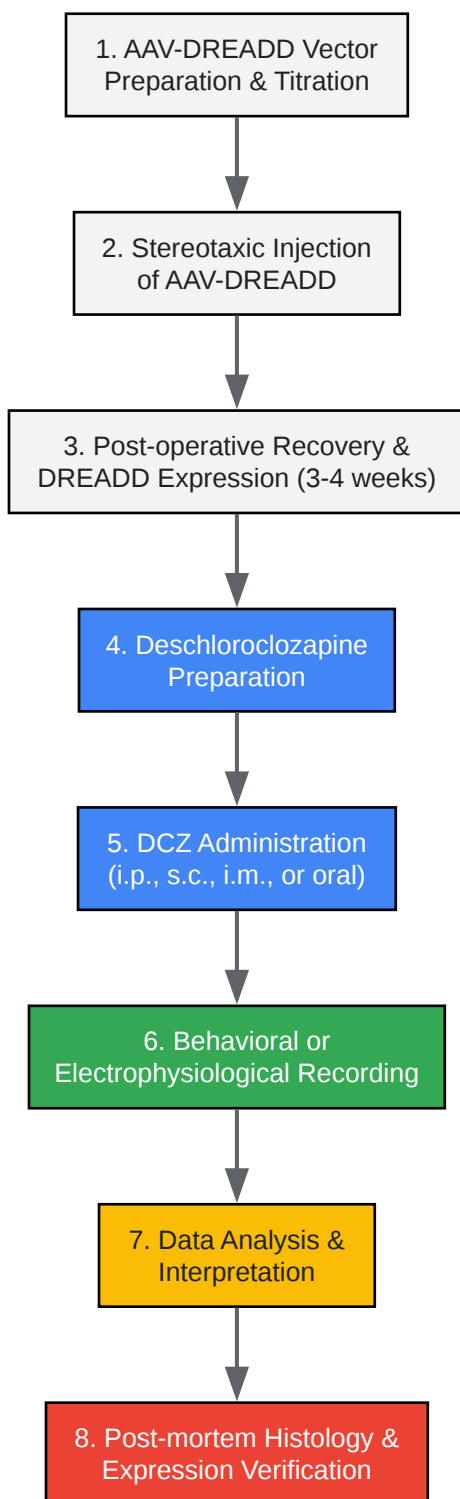 1. AAV-DREADD Vector
Preparation & Titration
2. Stereotaxic Injection
of AAV-DREADD
3. Post-operative Recovery &
DREADD Expression (3-4 weeks)
4. Deschloroclozapine
Preparation
5. DCZ Administration
(i.p., s.c., i.m., or oral)
6. Behavioral or
Electrophysiological Recording
7. Data Analysis &
Interpretation
8. Post-mortem Histology &
Expression Verification